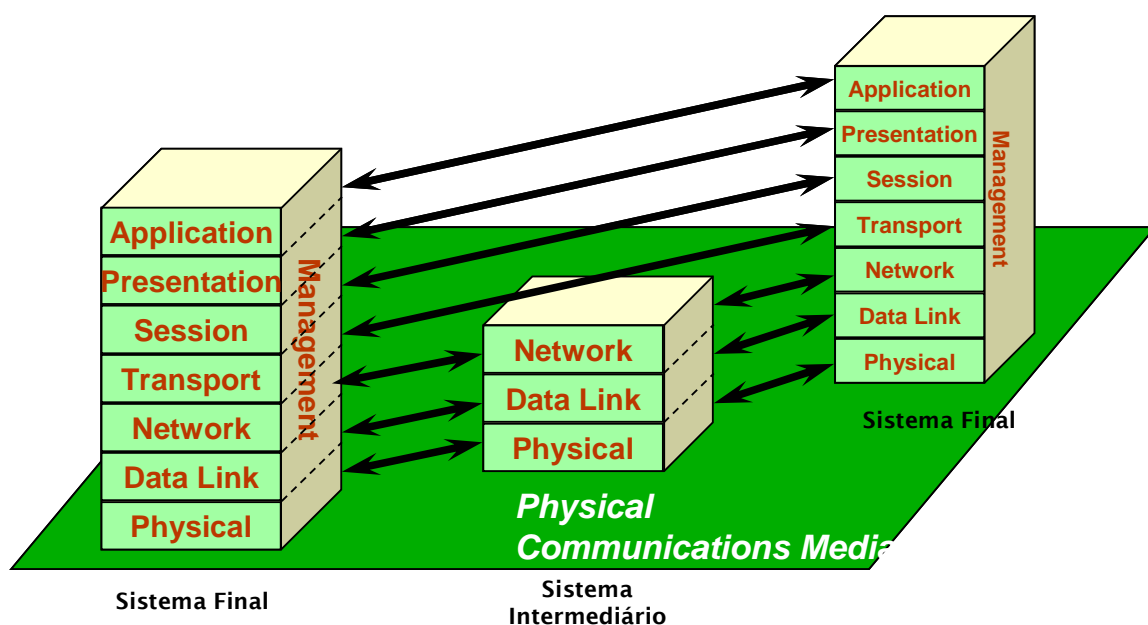 Application
Presentation
Session
Transport
Network
Data Link
Physical
Management
Sistema Final
Network
Data Link
Physical
Physical
Communications Media
Sistema
Intermediário
Application
Presentation
Session
Transport
Network
Data Link
Physical
Management
Sistema Final